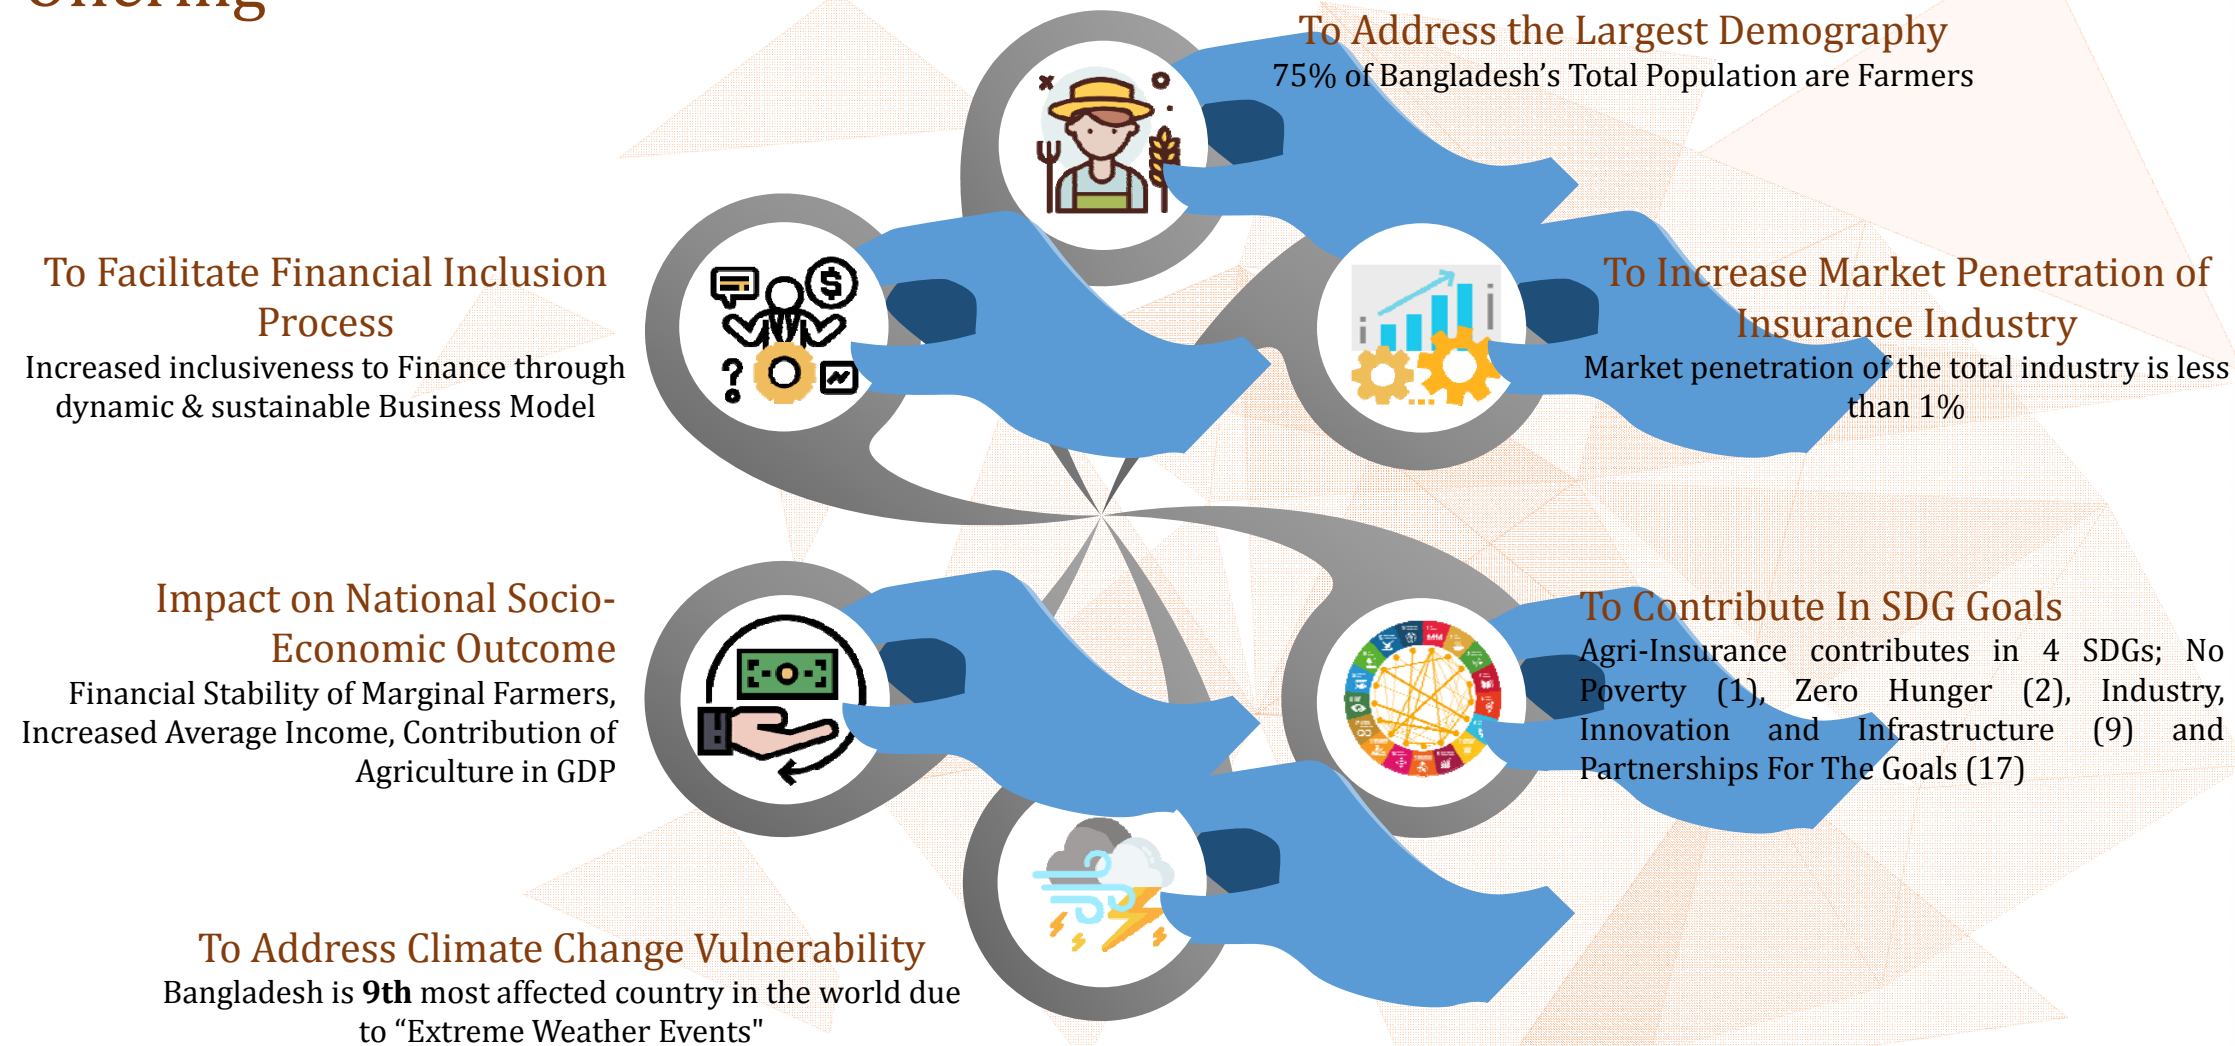 To Address the Largest Demography
75% of Bangladesh's Total Population are Farmers
To Facilitate Financial Inclusion
Process
Increased inclusiveness to Finance through
dynamic & sustainable Business Model
To Increase Market Penetration of
Insurance Industry
Market penetration of the total industry is less
than 1%
Impact on National Socio-
Economic Outcome
Financial Stability of Marginal Farmers,
Increased Average Income, Contribution of
Agriculture in GDP
To Contribute In SDG Goals
Agri-Insurance contributes in 4 SDGs; No
Poverty (1), Zero Hunger (2), Industry,
Innovation and Infrastructure (9) and
Partnerships For The Goals (17)
To Address Climate Change Vulnerability
Bangladesh is 9th most affected country in the world due
to “Extreme Weather Events"